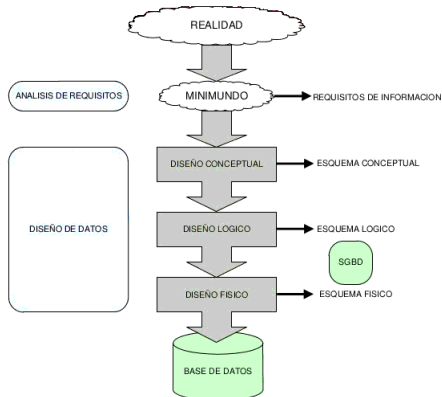 REALIDAD
ANALISIS DE REQUISITOS
MINIMUNDO
REQUISITOS DE INFORMACION
DISEÑO CONCEPTUAL
ESQUEMA CONCEPTUAL
DISEÑO DE DATOS
DISEÑO LOGICO
ESQUEMA LOGICO
SGBD
DISEÑO FISICO
ESQUEMA FISICO
BASE DE DATOS